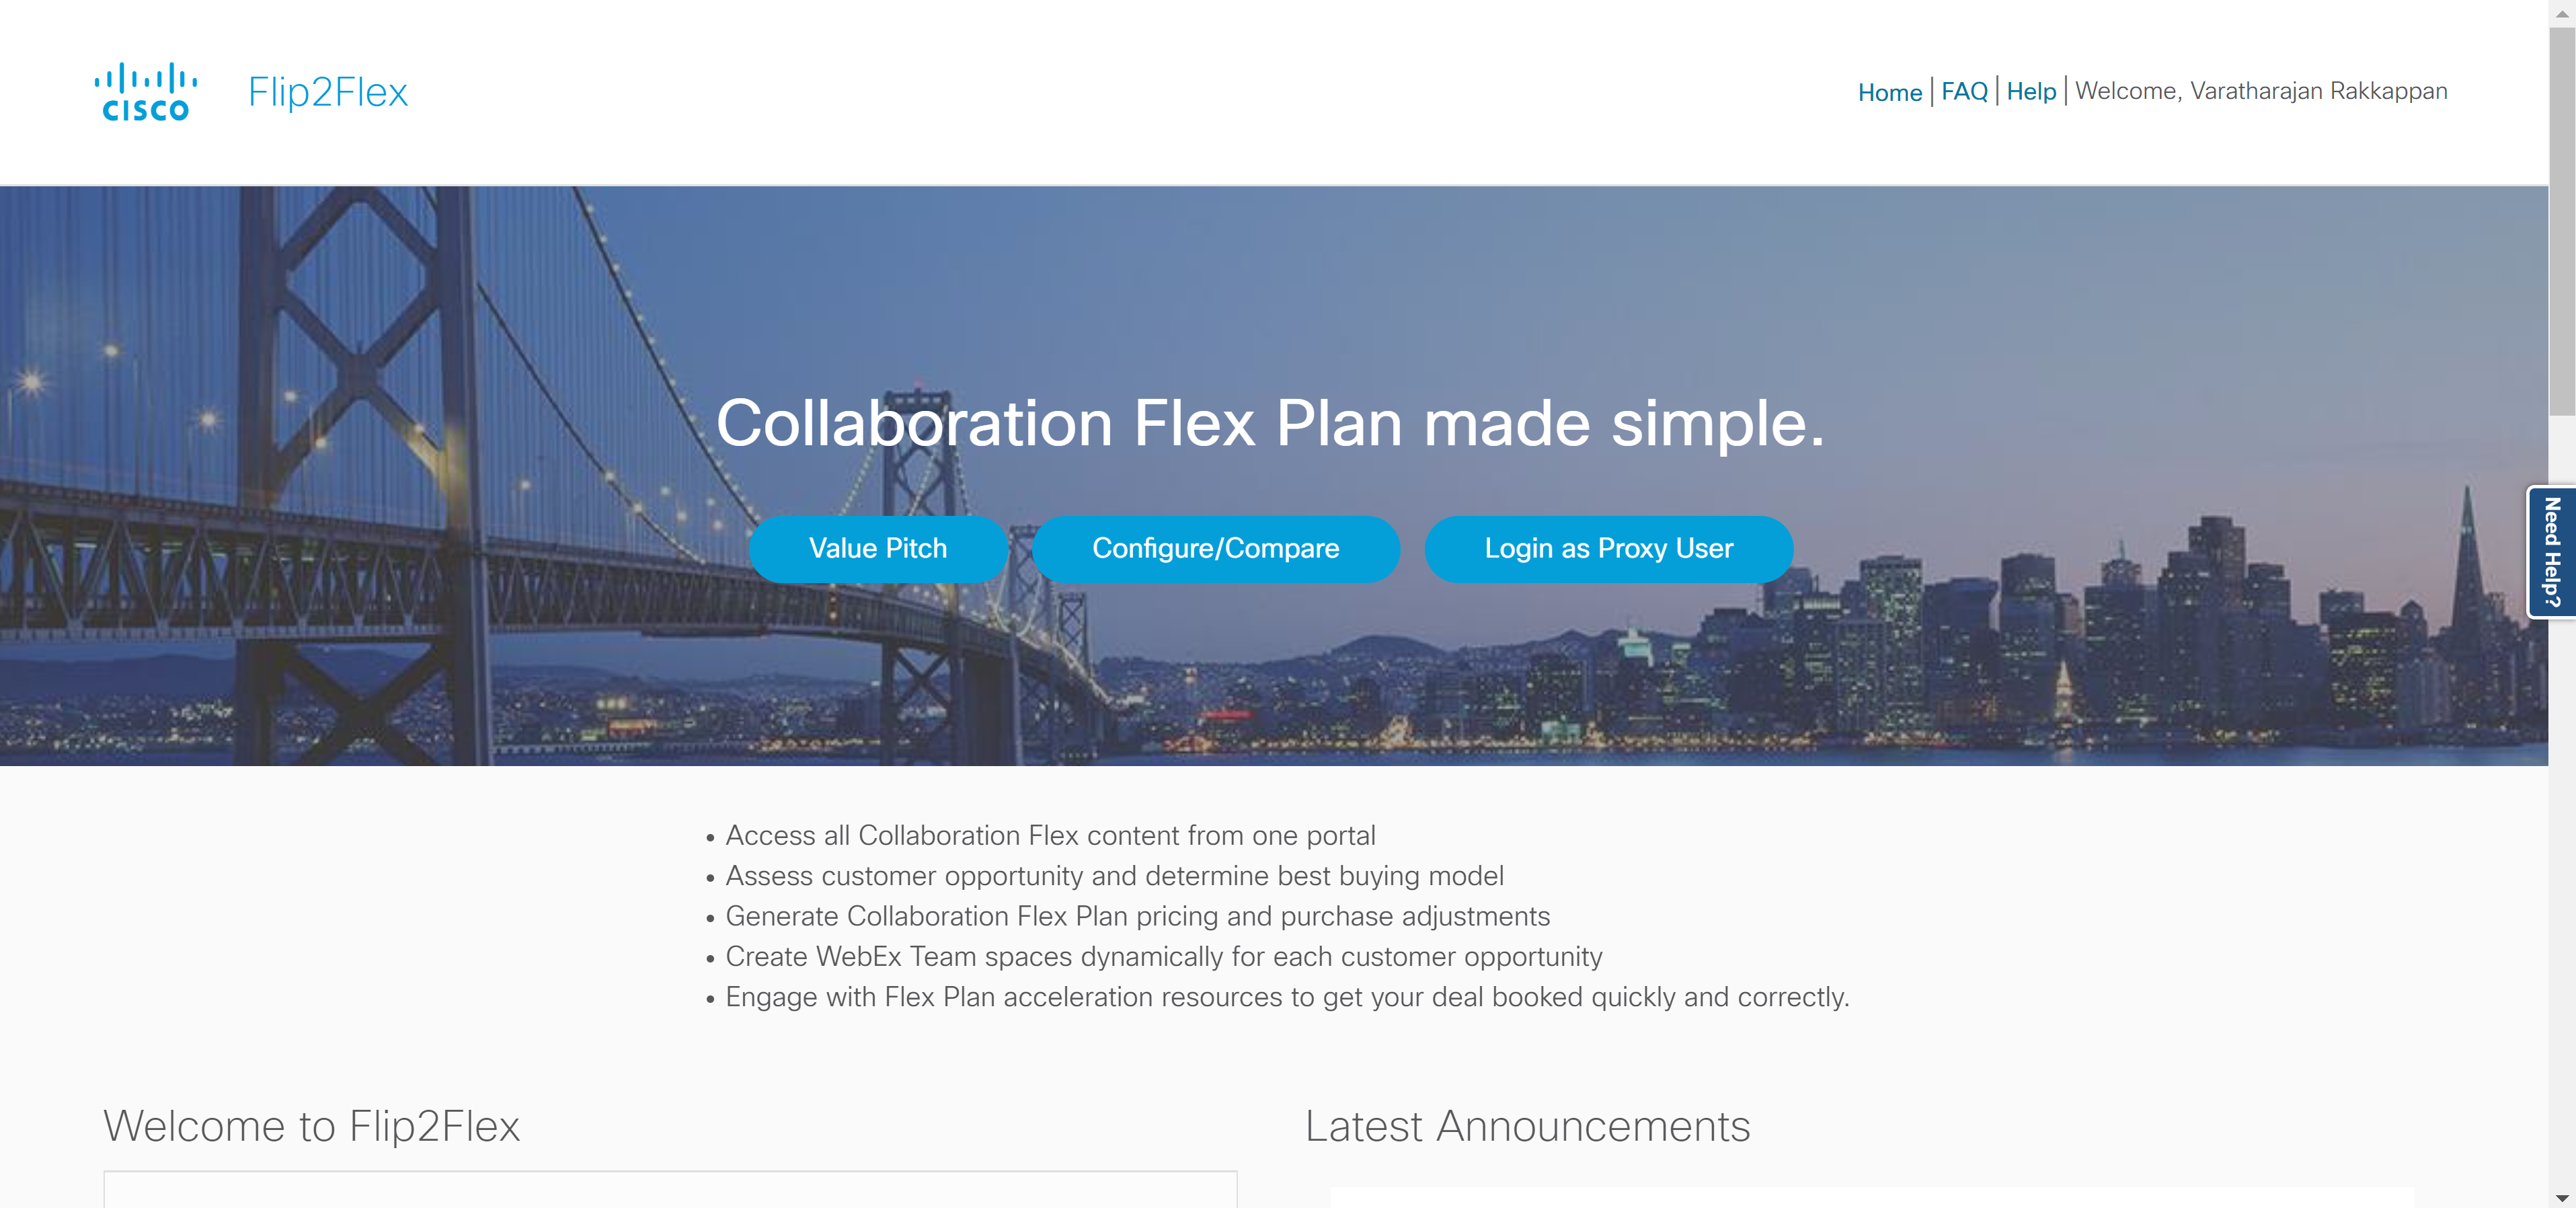 cisco
Flip2Flex
Home | FAQ | Help | Welcome, Varatharajan Rakkappan
Collaboration Flex Plan made simple.
Value Pitch
Configure/Compare
Login as Proxy User
Need Help?
• Access all Collaboration Flex content from one portal
• Assess customer opportunity and determine best buying model
• Generate Collaboration Flex Plan pricing and purchase adjustments
• Create WebEx Team spaces dynamically for each customer opportunity
• Engage with Flex Plan acceleration resources to get your deal booked quickly and correctly.
Welcome to Flip2Flex
Latest Announcements